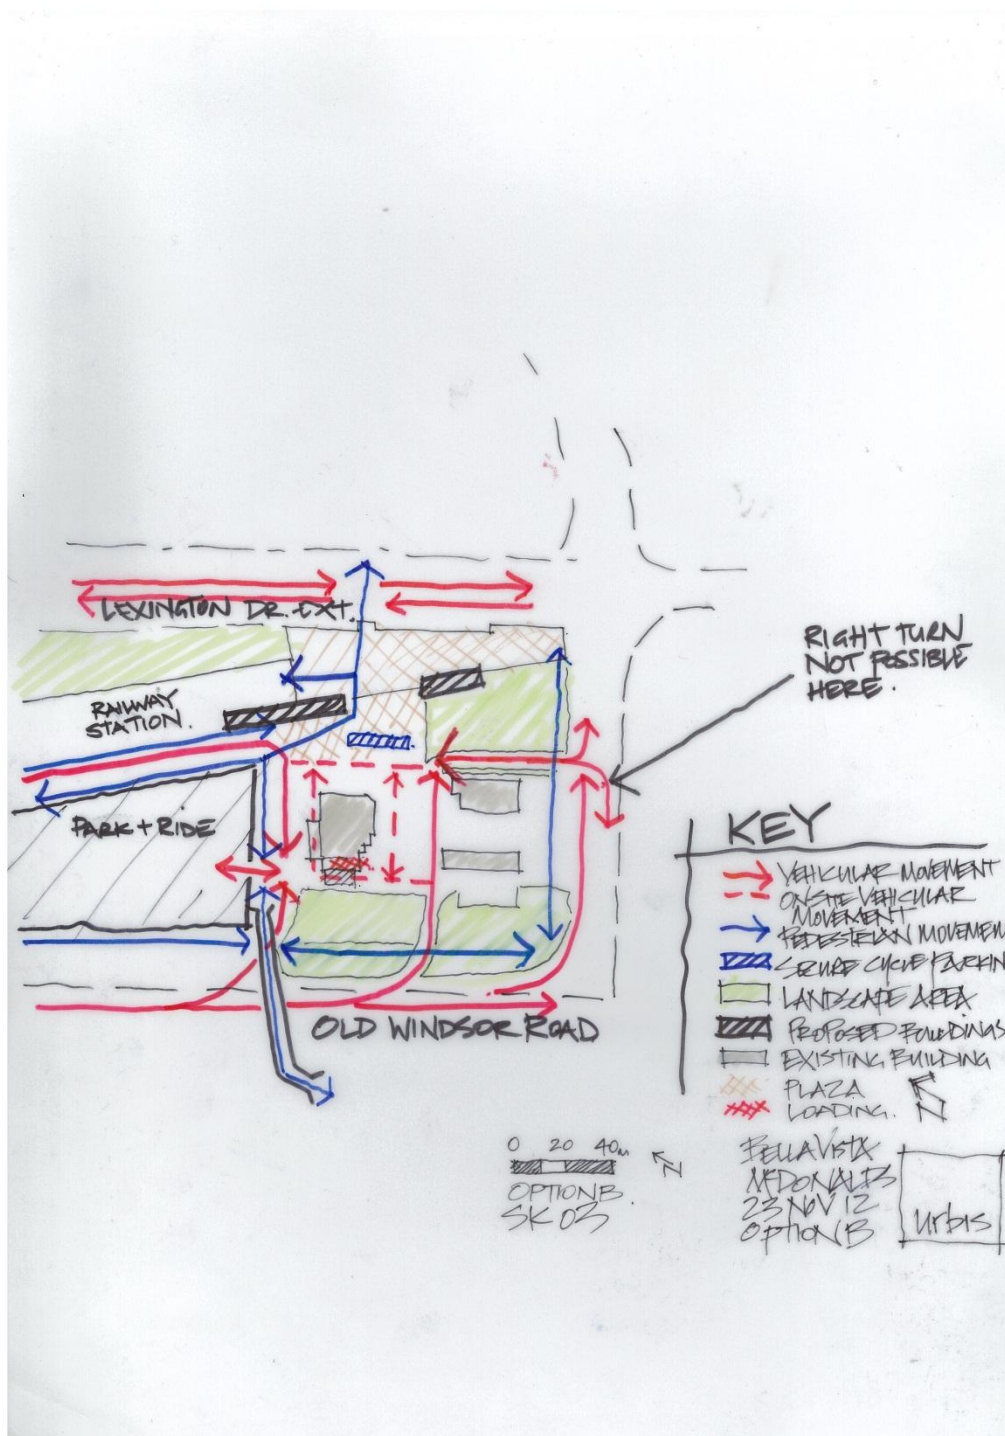 LEXINGTON DR. EXT.
RAILWAY
STATION.
PARK + RIDE
RIGHT TURN
NOT POSSIBLE
HERE.
OLD WINDSOR ROAD
KEY
VEHICULAR MOVEMENT
ONSITE VEHICULAR
MOVEMENT
PEDESTRIAN MOVEMEN
SECURE CYCLE PARKIN
LANDSCAPE AREA
PROPOSED BUILDINGS
EXISTING BUILDING
PLAZA
LOADING.
N
0 20 40m
N
OPTION B.
SK 03
BELLA VISTA
MCDONALDS
23 NOV 12
OPTION B
urbis